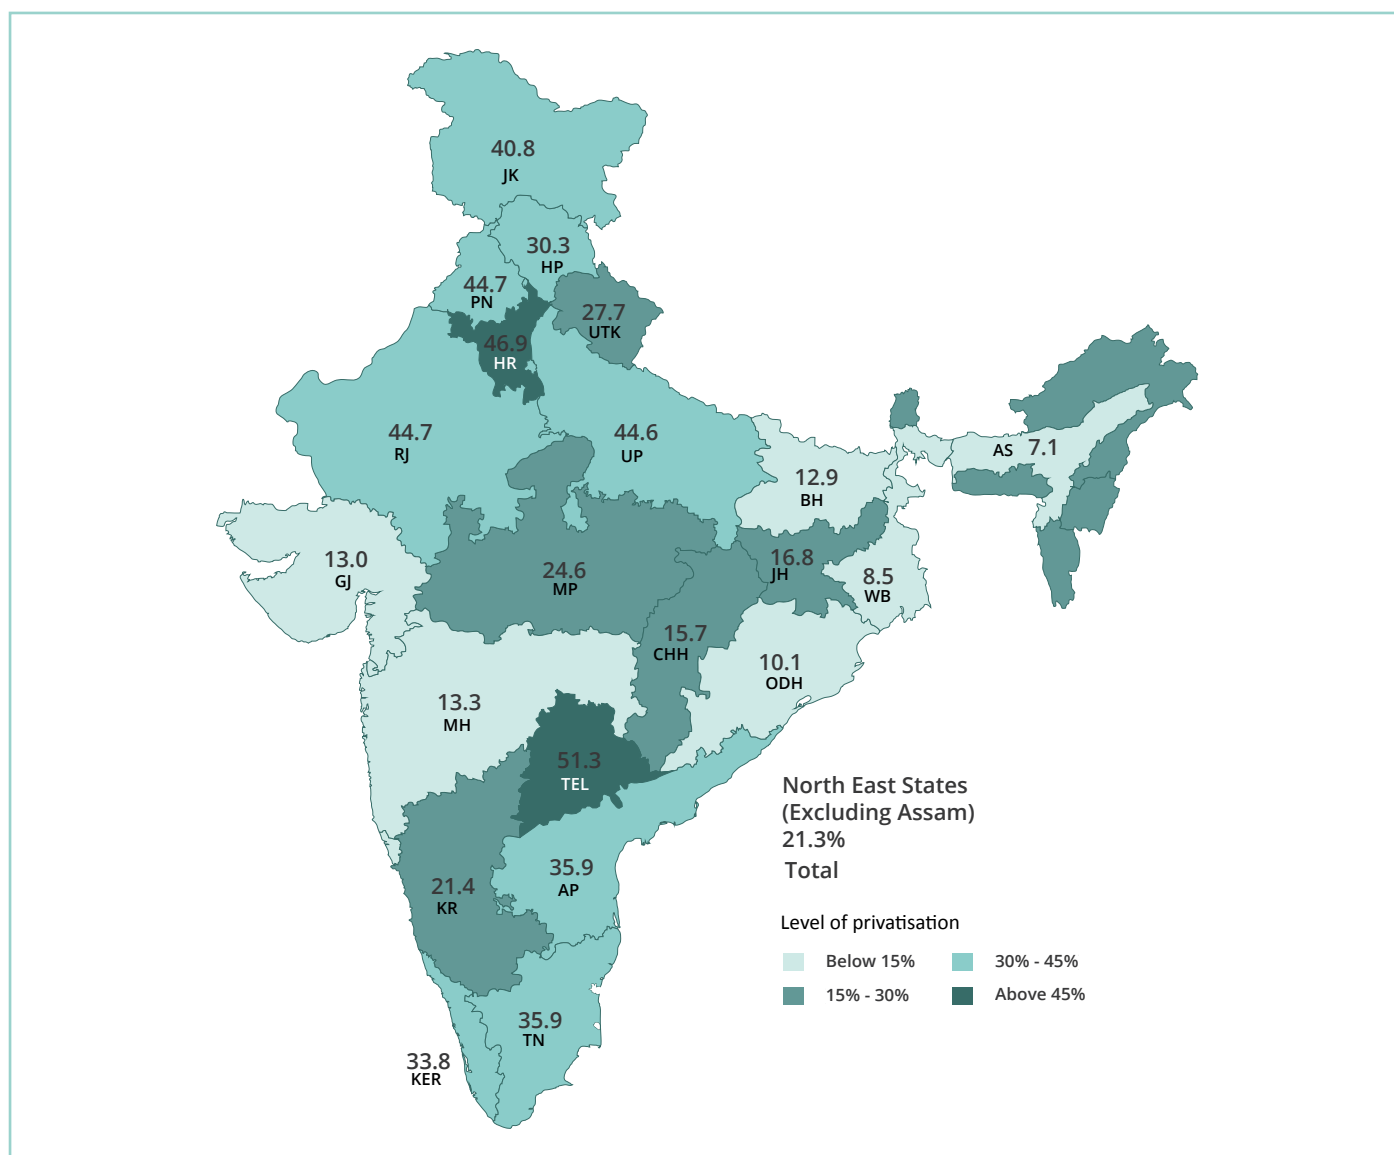 40.8
JK
30.3
HP
44.7
PN
27.7
UTK
46.9
HR
44.7
RJ
44.6
UP
AS 7.1
12.9
BH
13.0
GJ
24.6
MP
16.8
JH
8.5
WB
15.7
CHH
10.1
ODH
13.3
MH
51.3
TEL
North East States
(Excluding Assam)
21.3%
Total
35.9
AP
21.4
KR
Level of privatisation
Below 15%
30% - 45%
15% - 30%
Above 45%
35.9
TN
33.8
KER